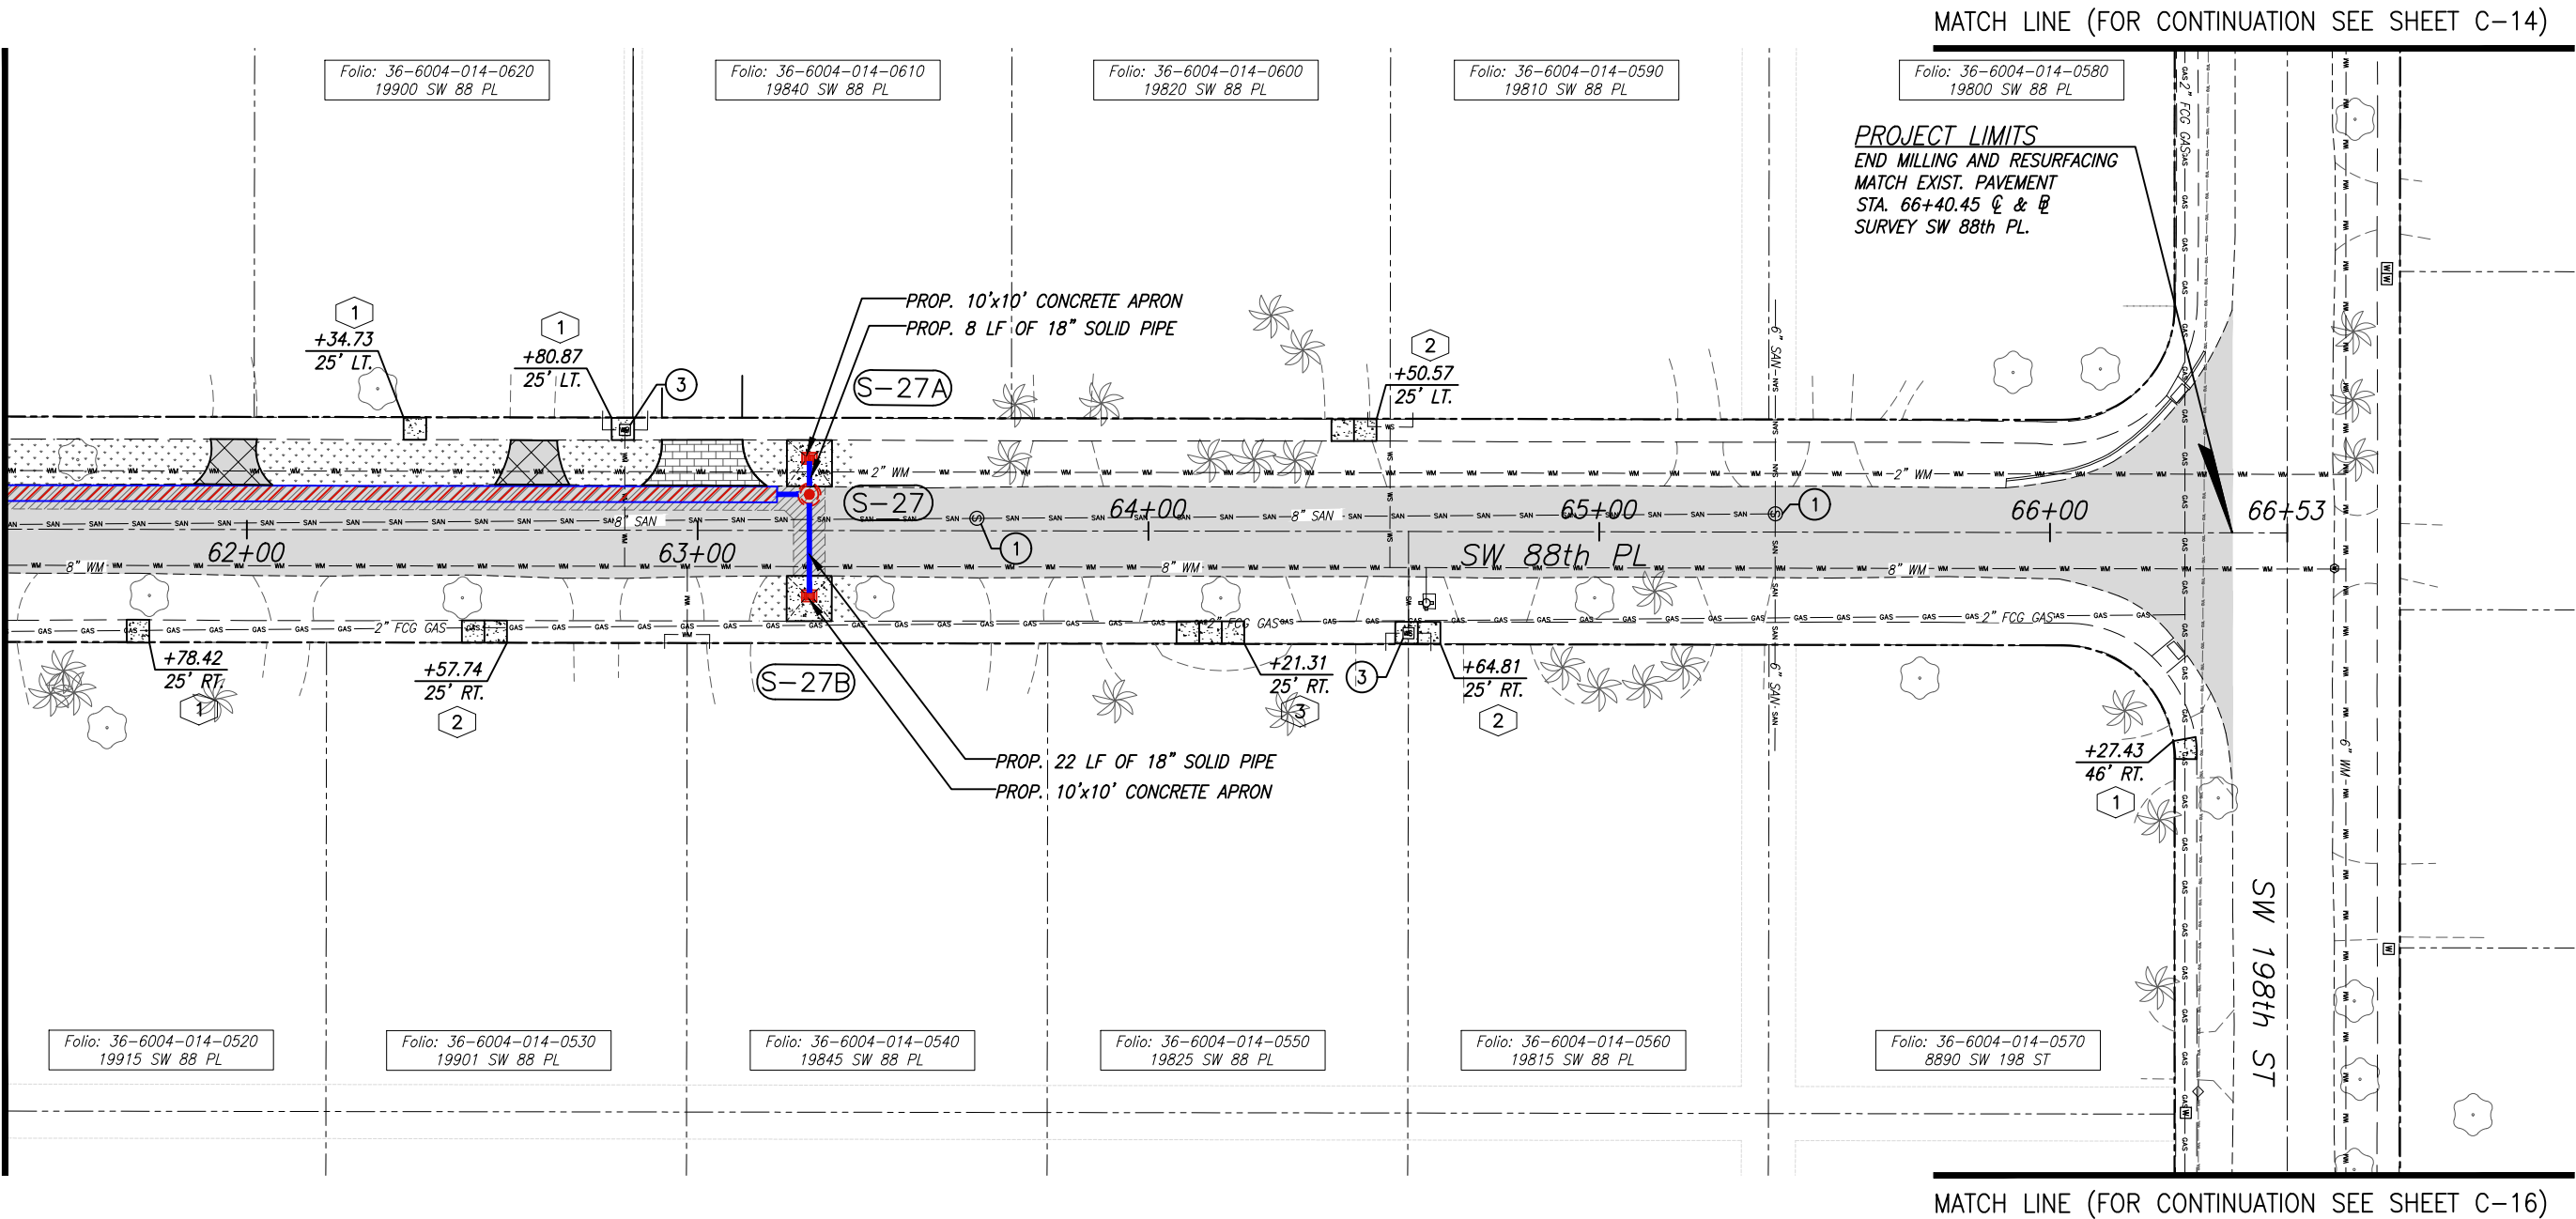 MATCH LINE (FOR CONTINUATION SEE SHEET C-14)
Folio: 36-6004-014-0620
19900 SW 88 PL
Folio: 36-6004-014-0610
19840 SW 88 PL
Folio: 36-6004-014-0600
19820 SW 88 PL
Folio: 36-6004-014-0590
19810 SW 88 PL
Folio: 36-6004-014-0580
19800 SW 88 PL
2" FCG GAS
PROJECT LIMITS
END MILLING AND RESURFACING
MATCH EXIST. PAVEMENT
STA. 66+40.45 ℄ & B
SURVEY SW 88th PL.
PROP. 10'x10' CONCRETE APRON
PROP. 8 LF OF 18" SOLID PIPE
1
+34.73
25' LT.
1
+80.87
25' LT.
3
S-27A
2
+50.57
25' LT.
6" SAN
2" WM
2" WM
S-27
8" SAN
8" SAN
1
1
62+00
63+00
64+00
65+00
66+00
66+53
SW 88th PL
8" WM
8" WM
8" WM
2" FCG GAS
2" FCG GAS
2" FCG GAS
+78.42
25' RT.
1
+57.74
25' RT.
2
S-27B
+21.31
25' RT.
3
3
+64.81
25' RT.
2
6" SAN
PROP. 22 LF OF 18" SOLID PIPE
PROP. 10'x10' CONCRETE APRON
+27.43
46' RT.
1
6" WM
SW 198th ST
Folio: 36-6004-014-0520
19915 SW 88 PL
Folio: 36-6004-014-0530
19901 SW 88 PL
Folio: 36-6004-014-0540
19845 SW 88 PL
Folio: 36-6004-014-0550
19825 SW 88 PL
Folio: 36-6004-014-0560
19815 SW 88 PL
Folio: 36-6004-014-0570
8890 SW 198 ST
MATCH LINE (FOR CONTINUATION SEE SHEET C-16)